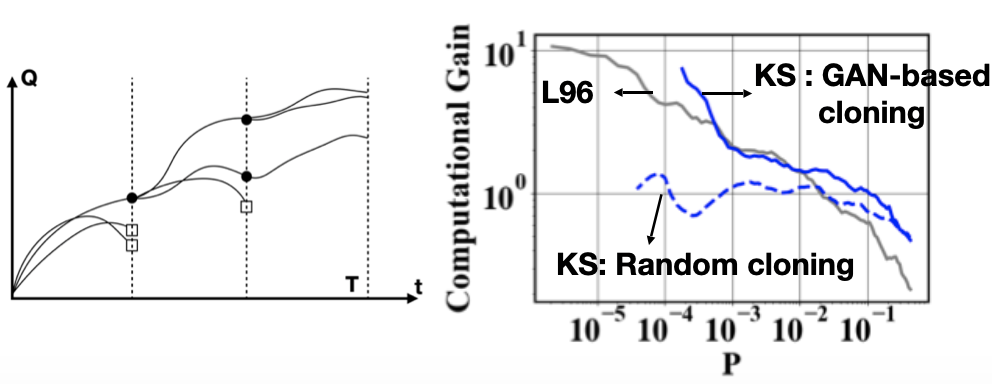 Q
T
t
Computational Gain
10^1
10^0
L96
KS : GAN-based
cloning
KS: Random cloning
10^-5
10^-4
10^-3
10^-2
10^-1
P